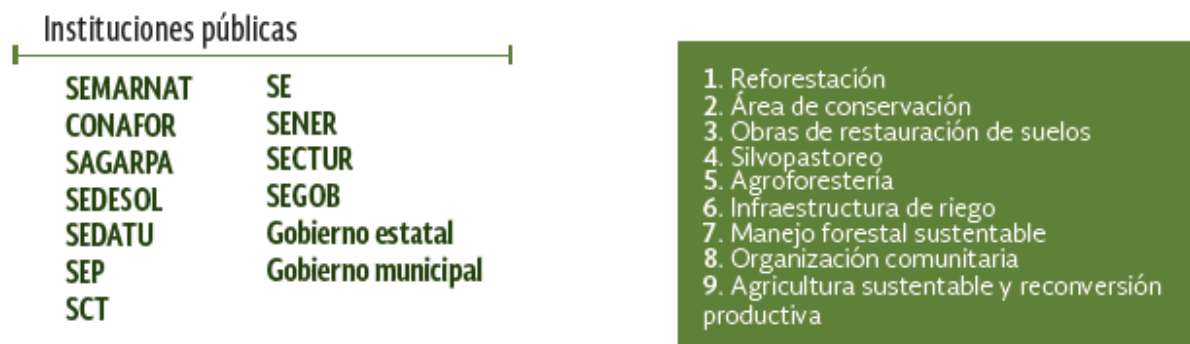 Instituciones públicas
SEMARNAT
CONAFOR
SAGARPA
SEDESOL
SEDATU
SEP
SCT
SE
SENER
SECTUR
SEGOB
Gobierno estatal
Gobierno municipal
1. Reforestación
2. Área de conservación
3. Obras de restauración de suelos
4. Silvopastoreo
5. Agroforestería
6. Infraestructura de riego
7. Manejo forestal sustentable
8. Organización comunitaria
9. Agricultura sustentable y reconversión
productiva